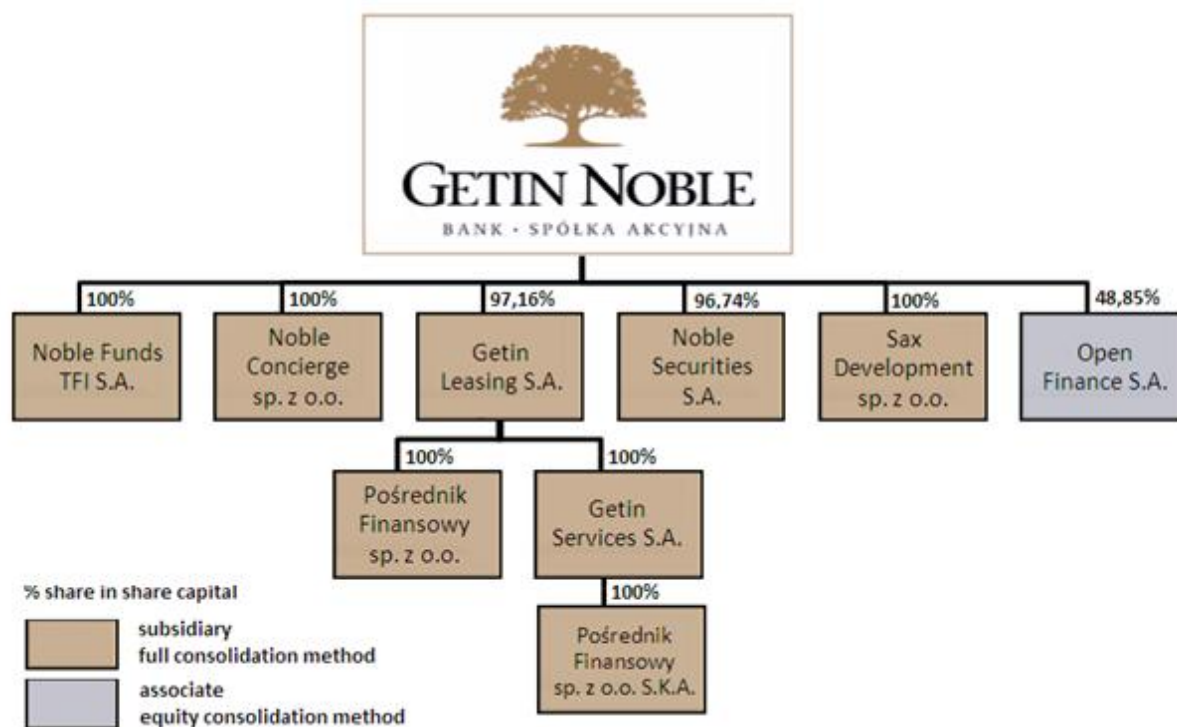 GETIN NOBLE
BANK · SPÓŁKA AKCYJNA
100%
100%
97,16%
96,74%
100%
48,85%
Noble Funds
TFI S.A.
Noble
Concierge
sp. z o.o.
Getin
Leasing S.A.
Noble
Securities
S.A.
Sax
Development
sp. z o.o.
Open
Finance S.A.
100%
100%
Pośrednik
Finansowy
sp. z o.o.
Getin
Services S.A.
100%
Pośrednik
Finansowy
sp. z o.o. S.K.A.
% share in share capital
subsidiary
full consolidation method
associate
equity consolidation method